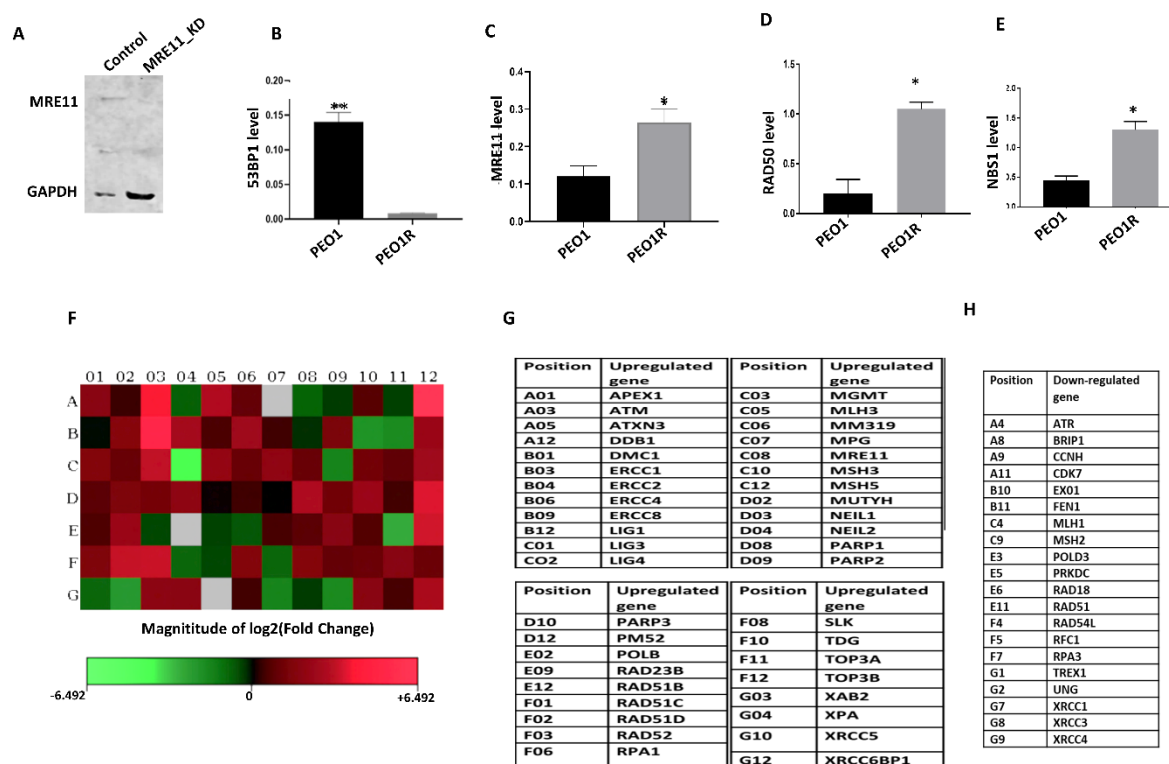 A
Control
MRE11_KD
MRE11
GAPDH
B
53BP1 level
0.20
0.15
0.10
0.05
0.00
**
PEO1
PEO1R
C
MRE11 level
0.4
0.3
0.2
0.1
0.0
*
PEO1
PEO1R
D
RAD50 level
1.5
1.0
0.5
0.0
*
PEO1
PEO1R
E
NBS1 level
*
PEO1
PEO1R
F
01 02 03 04 05 06 07 08 09 10 11 12
A
B
C
D
E
F
G
Magnititude of log2(Fold Change)
-6.492 0 +6.492
G
Position Upregulated gene
A01 APEX1
A03 ATM
A05 ATXN3
A12 DDB1
B01 DMC1
B03 ERCC1
B04 ERCC2
B06 ERCC4
B09 ERCC8
B12 LIG1
C01 LIG3
CO2 LIG4
Position Upregulated gene
C03 MGMT
C05 MLH3
C06 MM319
C07 MPG
C08 MRE11
C10 MSH3
C12 MSH5
D02 MUTYH
D03 NEIL1
D04 NEIL2
D08 PARP1
D09 PARP2
Position Upregulated gene
D10 PARP3
D12 PM52
E02 POLB
E09 RAD23B
E12 RAD51B
F01 RAD51C
F02 RAD51D
F03 RAD52
F06 RPA1
Position Upregulated gene
F08 SLK
F10 TDG
F11 TOP3A
F12 TOP3B
G03 XAB2
G04 XPA
G10 XRCC5
G12 XRCC6BP1
H
Position Down-regulated gene
A4 ATR
A8 BRIP1
A9 CCNH
A11 CDK7
B10 EX01
B11 FEN1
C4 MLH1
C9 MSH2
E3 POLD3
E5 PRKDC
E6 RAD18
E11 RAD51
F4 RAD54L
F5 RFC1
F7 RPA3
G1 TREX1
G2 UNG
G7 XRCC1
G8 XRCC3
G9 XRCC4